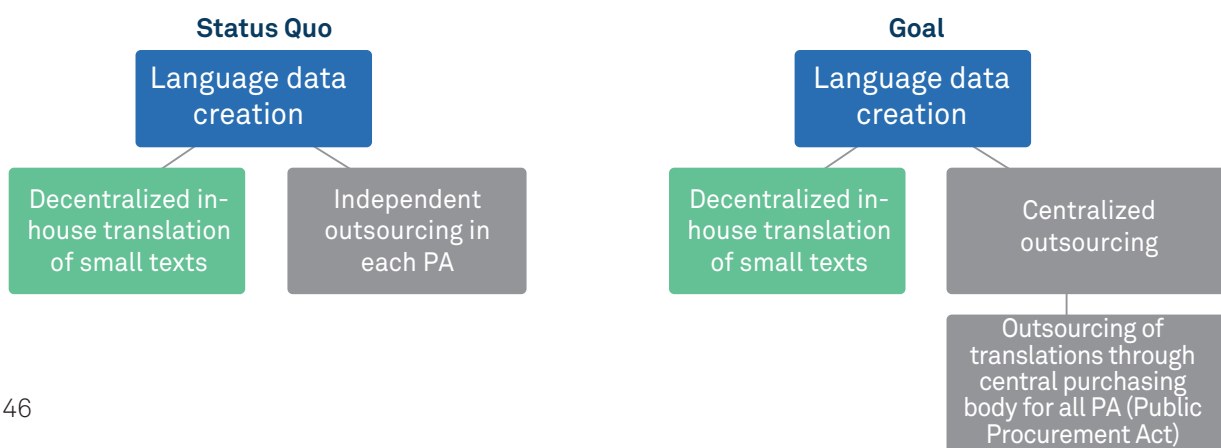 Status Quo
Language data
creation
Decentralized in-
house translation
of small texts
Independent
outsourcing in
each PA
Goal
Language data
creation
Decentralized in-
house translation
of small texts
Centralized
outsourcing
Outsourcing of
translations through
central purchasing
body for all PA (Public
Procurement Act)
46